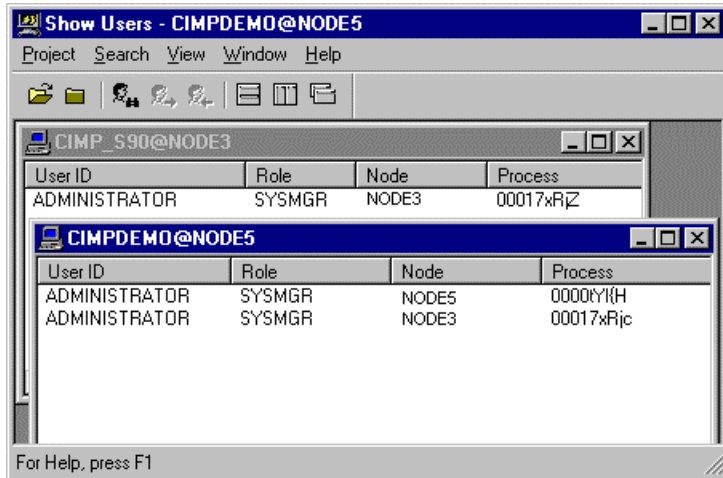 Show Users - CIMPDEMO@NODE5
Project Search View Window Help
CIMP_S90@NODE3
User ID Role Node Process
ADMINISTRATOR SYSMGR NODE3 00017xRjZ
CIMPDEMO@NODE5
User ID Role Node Process
ADMINISTRATOR SYSMGR NODE5
ADMINISTRATOR SYSMGR NODE3 00017xRjc
For Help, press F1